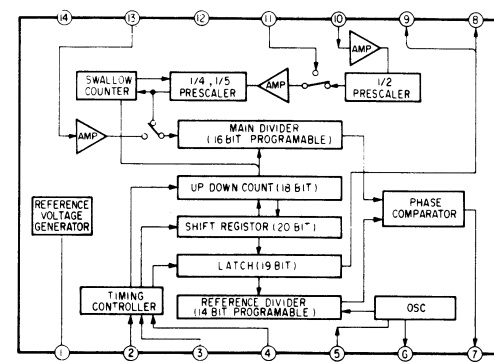 14 13 12 11 10 9 8
AMP
SWALLOW
COUNTER
1/4, 1/5
PRESCALER
AMP
1/2
PRESCALER
AMP
MAIN DIVIDER
(16 BIT PROGRAMABLE)
UP DOWN COUNT (18 BIT)
REFERENCE
VOLTAGE
GENERATOR
SHIFT REGISTOR (20 BIT)
PHASE
COMPARATOR
LATCH (19 BIT)
TIMING
CONTROLLER
REFERENCE DIVIDER
(14 BIT PROGRAMABLE)
OSC
1 2 3 4 5 6 7